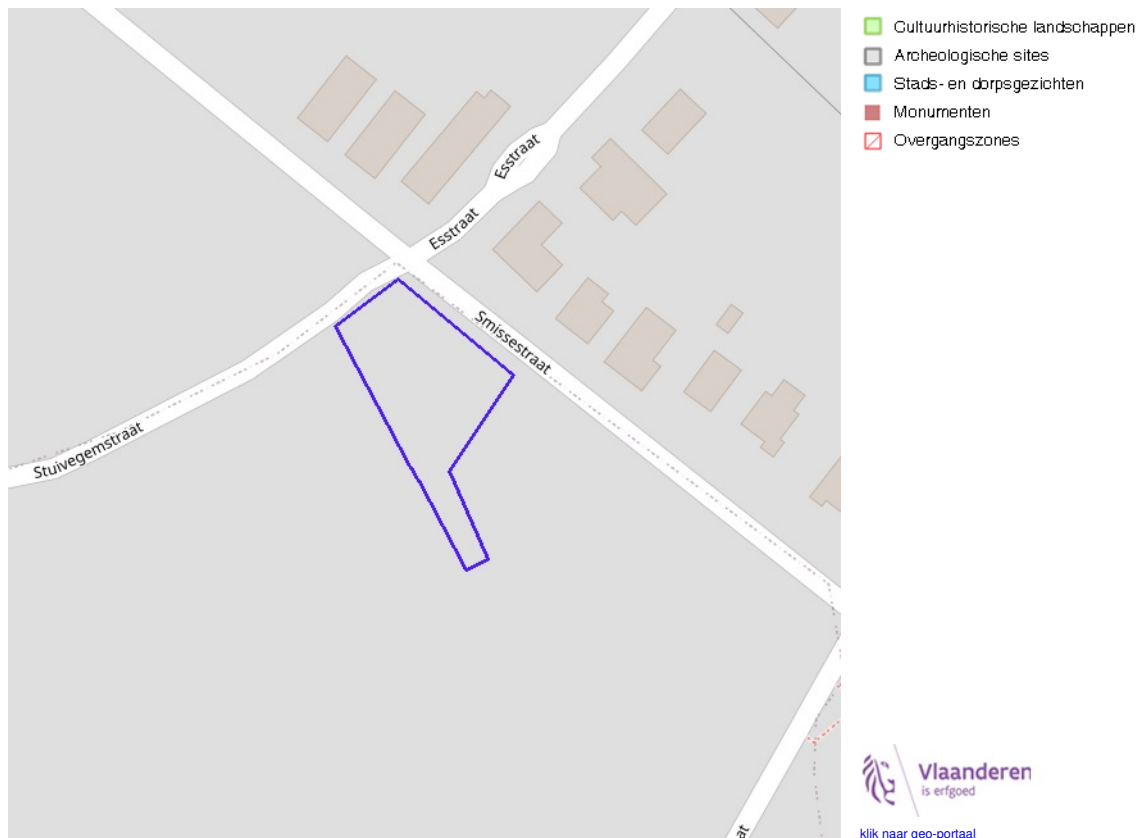 Cultuurhistorische landschappen
Archeologische sites
Stads- en dorpsgezichten
Monumenten
Overgangszones
Esstraat
Esstraat
Smissestraat
Stuivegemstraat
at
Vlaanderen
is erfgoed
klik naar geo-portaal